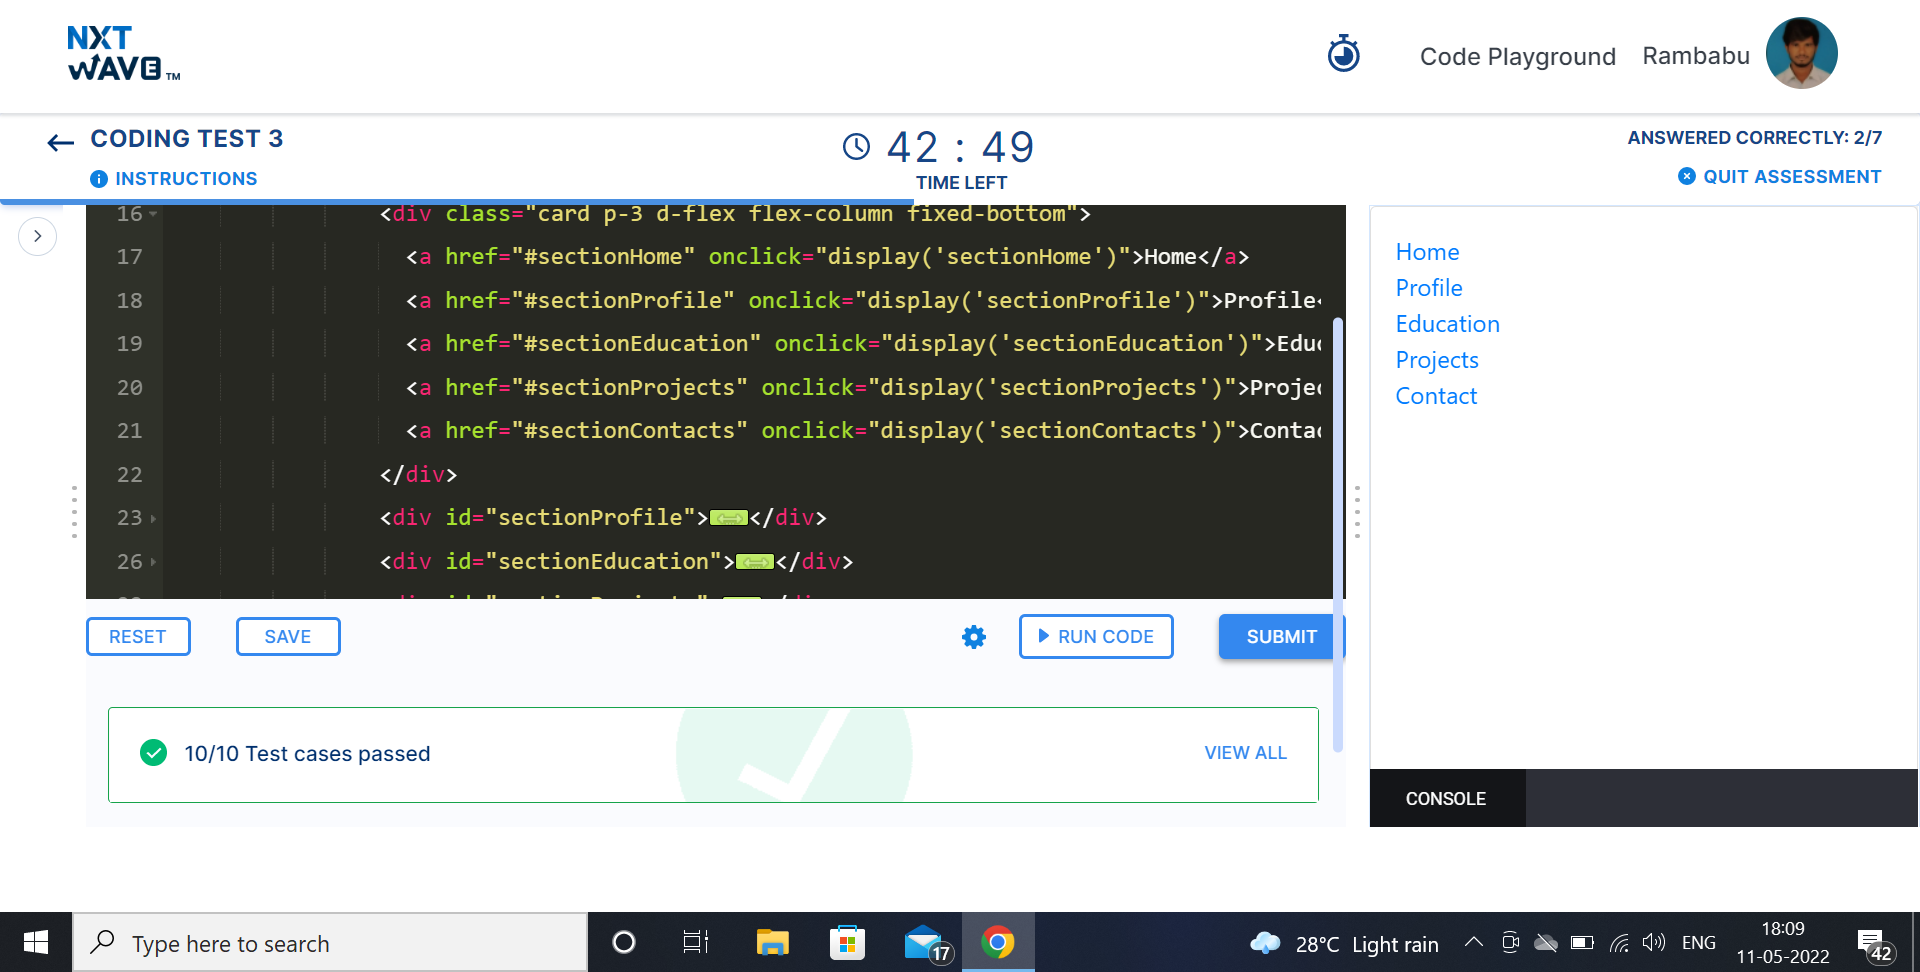 NXT
WAVE TM
Code Playground
Rambabu
CODING TEST 3
INSTRUCTIONS
42 : 49
TIME LEFT
ANSWERED CORRECTLY: 2/7
QUIT ASSESSMENT
16 <div class="card p-3 d-flex flex-column fixed-bottom">
17 <a href="#sectionHome" onclick="display('sectionHome')">Home</a>
18 <a href="#sectionProfile" onclick="display('sectionProfile')">Profile<
19 <a href="#sectionEducation" onclick="display('sectionEducation')">Educ
20 <a href="#sectionProjects" onclick="display('sectionProjects')">Projec
21 <a href="#sectionContacts" onclick="display('sectionContacts')">Contac
22 </div>
23 <div id="sectionProfile"></div>
26 <div id="sectionEducation"></div>
RESET
SAVE
RUN CODE
SUBMIT
10/10 Test cases passed
VIEW ALL
Home
Profile
Education
Projects
Contact
CONSOLE
Type here to search
17
28°C Light rain
ENG
18:09
11-05-2022
42